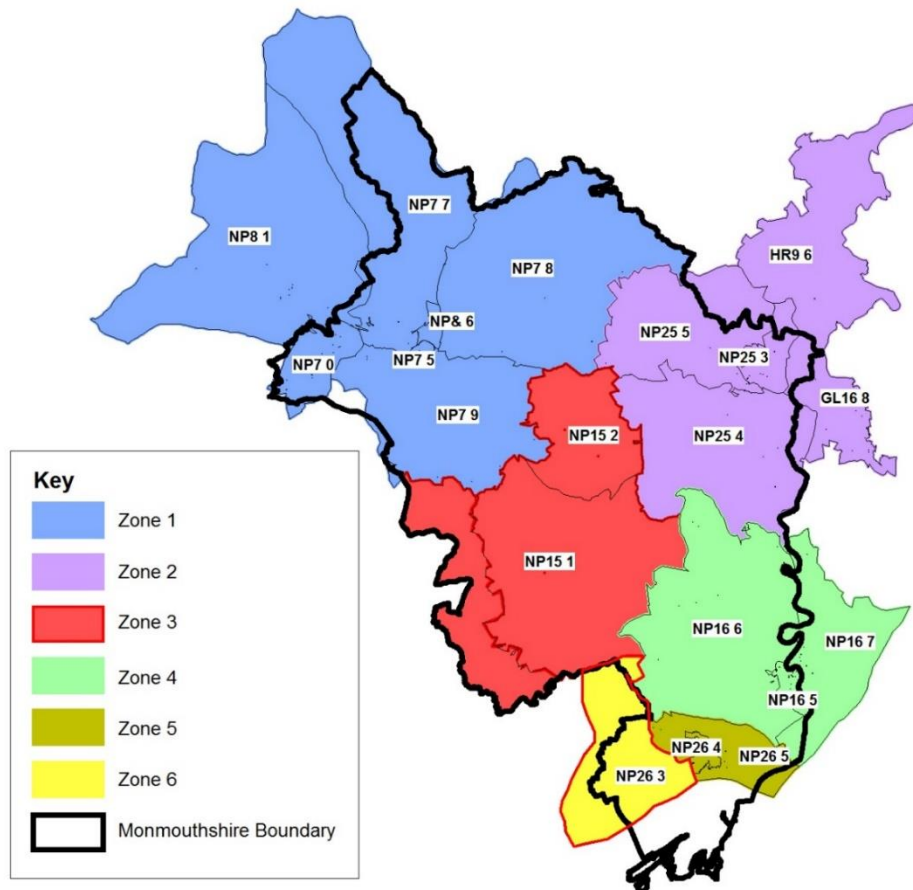 NP7 7
NP8 1
HR9 6
NP7 8
NP& 6
NP25 5
NP25 3
NP7 5
NP7 0
GL16 8
NP7 9
NP15 2
NP25 4
Key
Zone 1
Zone 2
Zone 3
Zone 4
Zone 5
Zone 6
Monmouthshire Boundary
NP15 1
NP16 6
NP16 7
NP16 5
NP26 4
NP26 5
NP26 3